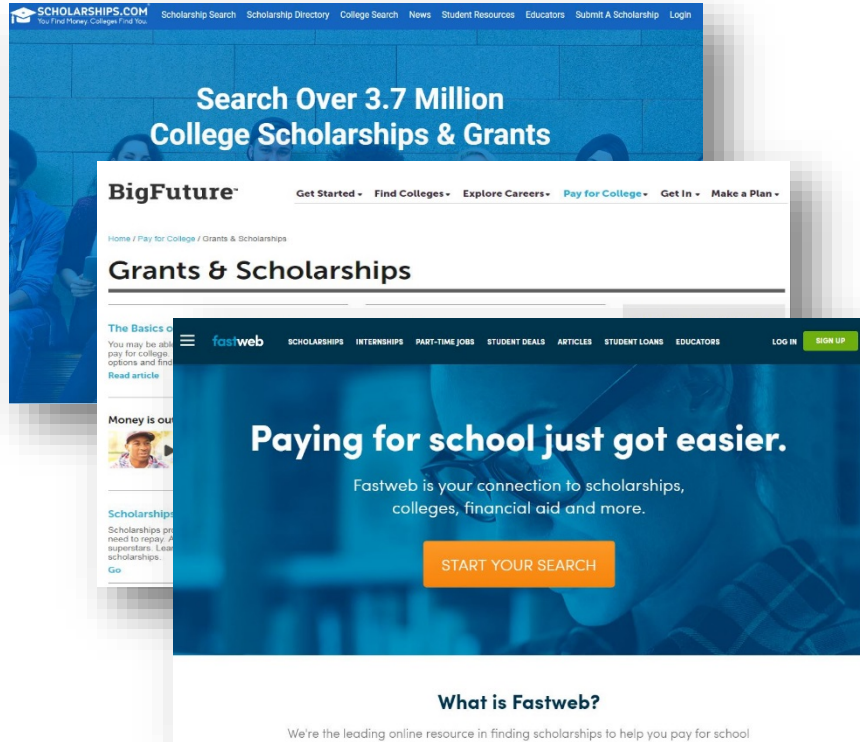 SCHOLARSHIPS.COM
You Find Money. Colleges Find You.
Scholarship Search Scholarship Directory College Search News Student Resources Educators Submit A Scholarship Login
Search Over 3.7 Million
College Scholarships & Grants
BigFuture™
Get Started Find Colleges Explore Careers Pay for College Get In Make a Plan
Home / Pay for College / Grants & Scholarships
Grants & Scholarships
The Basics o
You may be abl
pay for college.
options and find
Read article
Money is ou
Scholarships
Scholarships pr
need to repay. A
superstars. Lear
scholarships.
Go
fastweb
SCHOLARSHIPS INTERNSHIPS PART-TIME JOBS STUDENT DEALS ARTICLES STUDENT LOANS EDUCATORS LOG IN SIGN UP
Paying for school just got easier.
Fastweb is your connection to scholarships,
colleges, financial aid and more.
START YOUR SEARCH
What is Fastweb?
We're the leading online resource in finding scholarships to help you pay for school